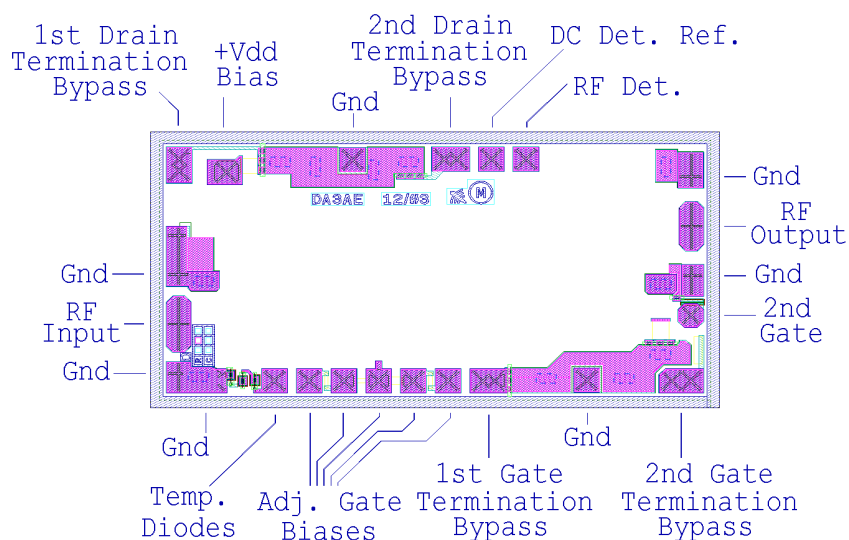 1st Drain
Termination
Bypass
+Vdd
Bias
Gnd
2nd Drain
Termination
Bypass
DC Det. Ref.
RF Det.
DA3AE 12/#3 M
Gnd
RF
Output
Gnd
2nd
Gate
Gnd
RF
Input
Gnd
Gnd
Temp.
Diodes
Adj. Gate
Biases
1st Gate
Termination
Bypass
Gnd
2nd Gate
Termination
Bypass